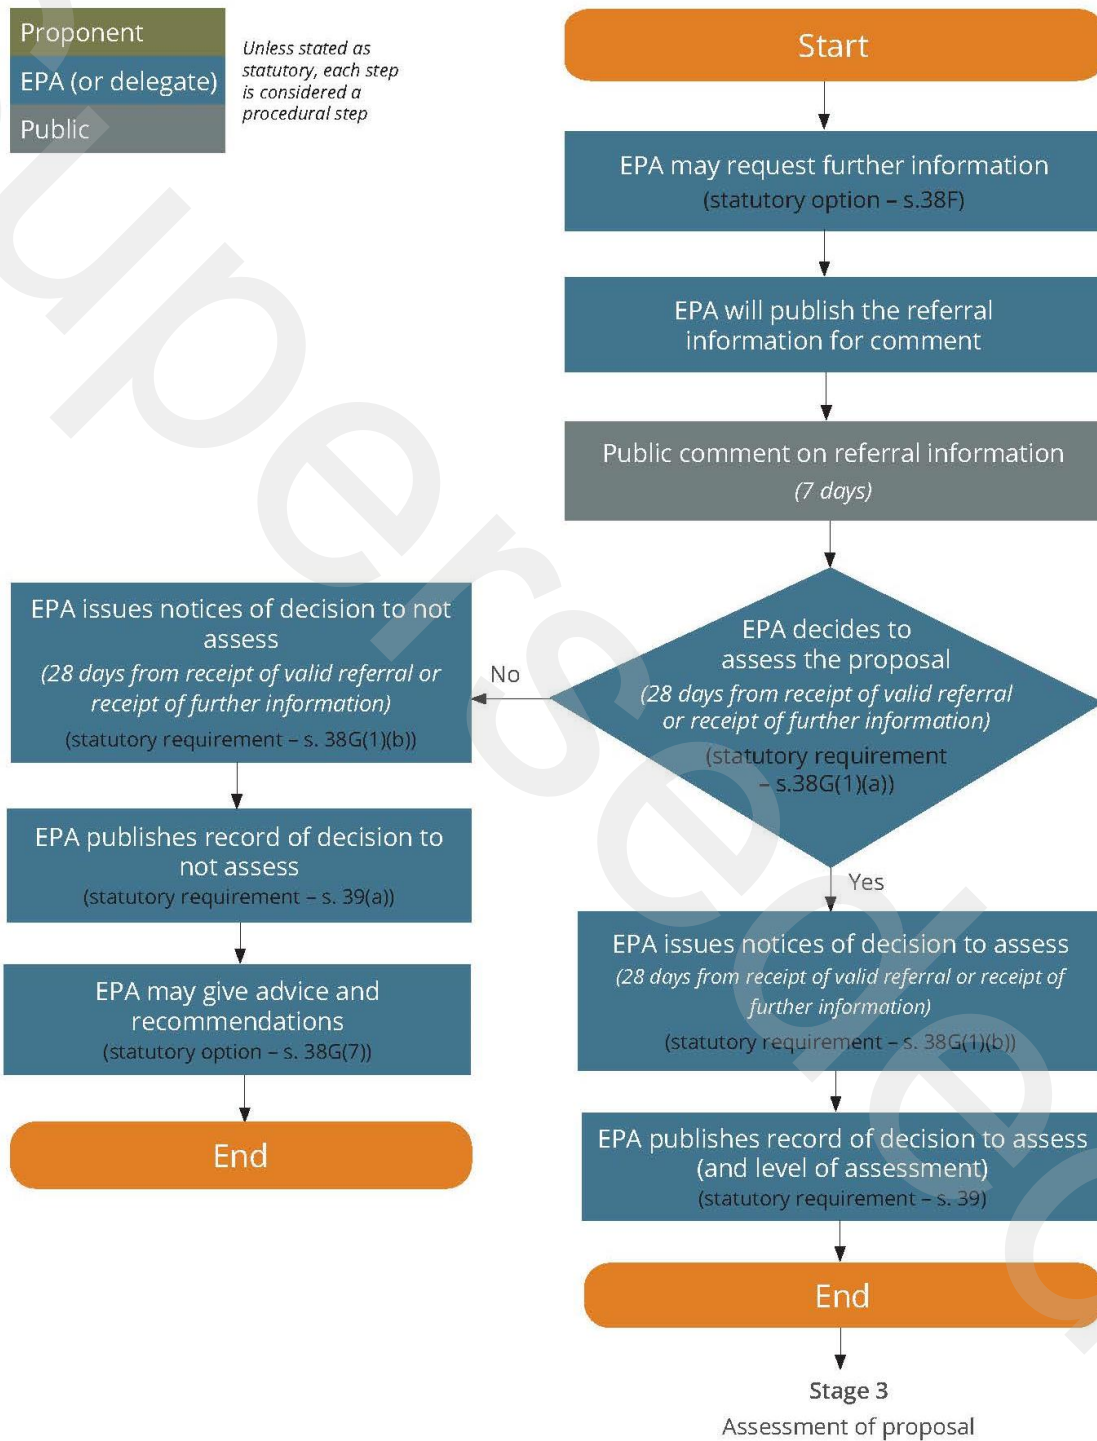 Proponent
EPA (or delegate)
Public
Unless stated as
statutory, each step
is considered a
procedural step
Start
EPA may request further information
(statutory option – s.38F)
EPA will publish the referral
information for comment
Public comment on referral information
(7 days)
EPA decides to
assess the proposal
(28 days from receipt of valid referral
or receipt of further information)
(statutory requirement
– s.38G(1)(a))
No
EPA issues notices of decision to not
assess
(28 days from receipt of valid referral or
receipt of further information)
(statutory requirement – s. 38G(1)(b))
EPA publishes record of decision to
not assess
(statutory requirement – s. 39(a))
EPA may give advice and
recommendations
(statutory option – s. 38G(7))
End
Yes
EPA issues notices of decision to assess
(28 days from receipt of valid referral or receipt of
further information)
(statutory requirement – s. 38G(1)(b))
EPA publishes record of decision to assess
(and level of assessment)
(statutory requirement – s. 39)
End
Stage 3
Assessment of proposal
Superseded